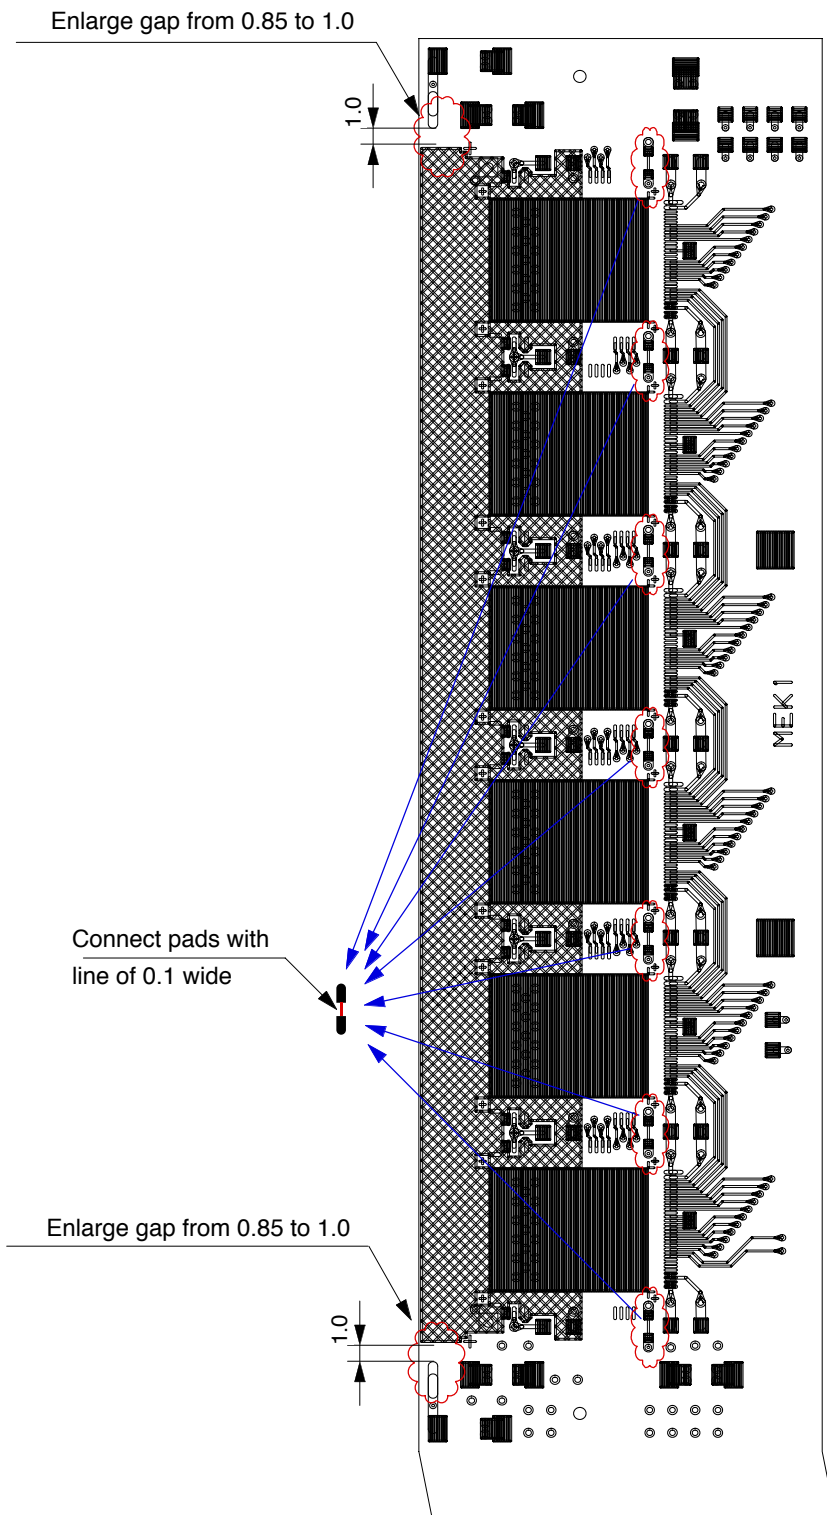 Enlarge gap from 0.85 to 1.0
1.0
MEK1
Connect pads with
line of 0.1 wide
Enlarge gap from 0.85 to 1.0
1.0